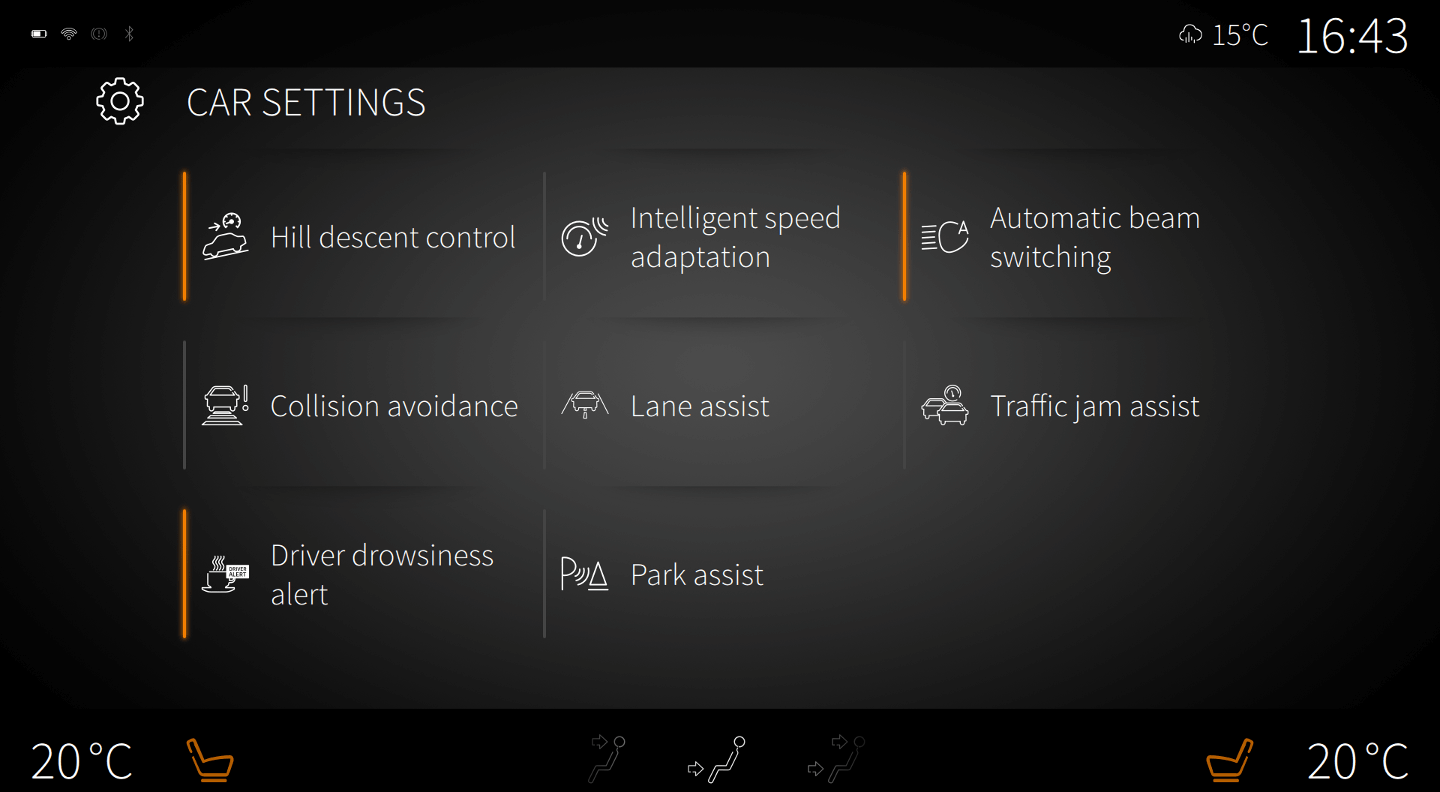 15°C 16:43
CAR SETTINGS
Hill descent control
Intelligent speed
adaptation
A
Automatic beam
switching
Collision avoidance
Lane assist
Traffic jam assist
DRIVER
ALERT
Driver drowsiness
alert
P
Park assist
20°C
20°C